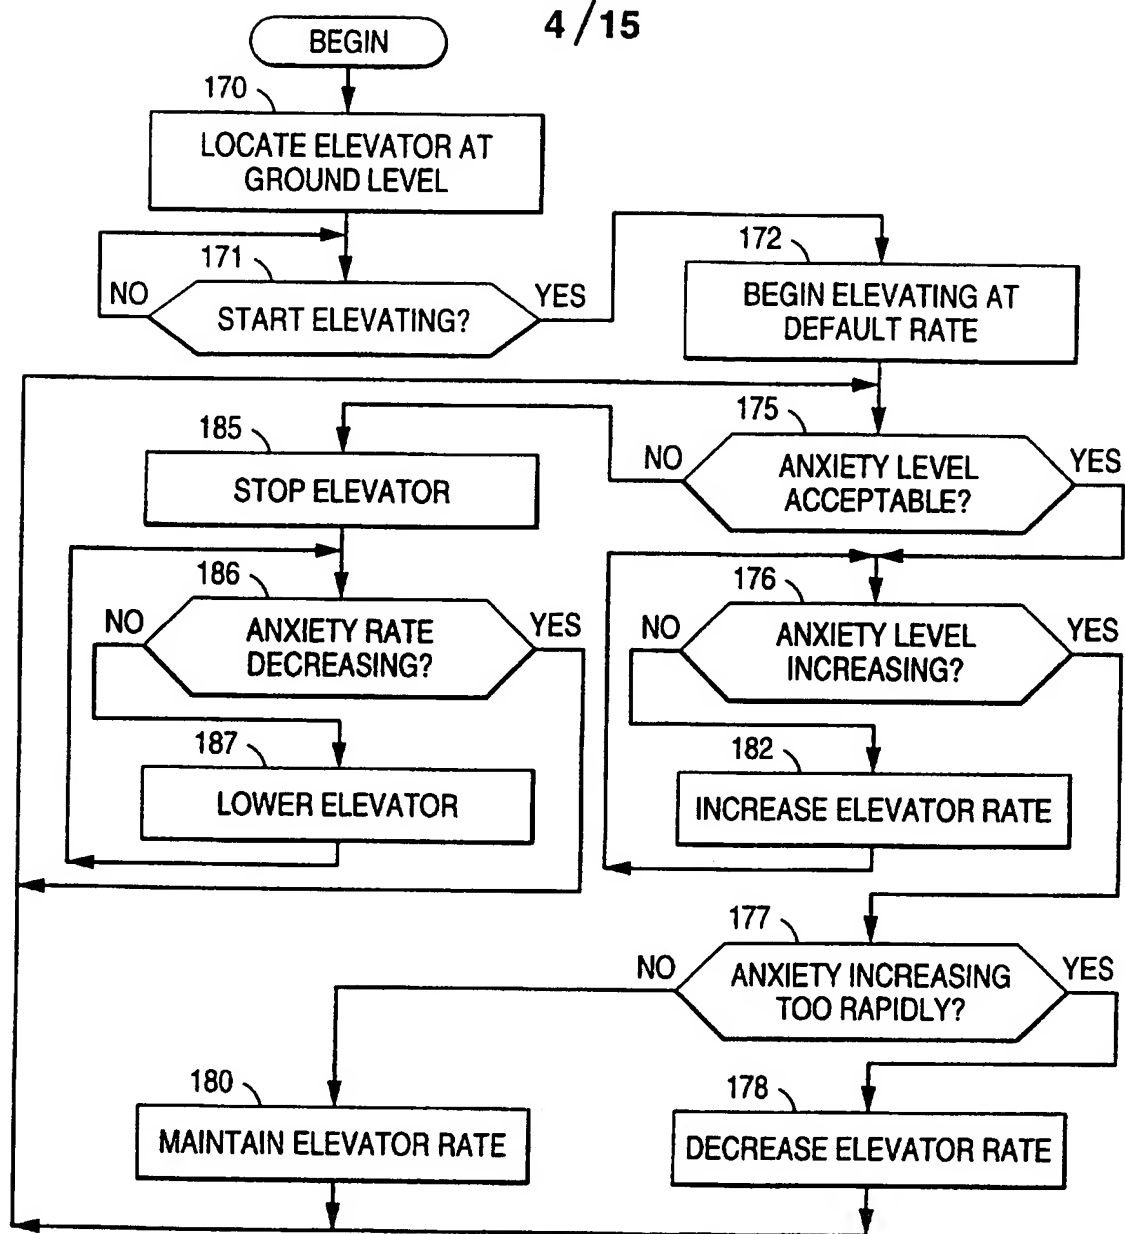 4/15
BEGIN
170
LOCATE ELEVATOR AT
GROUND LEVEL
171
NO
START ELEVATING?
YES
172
BEGIN ELEVATING AT
DEFAULT RATE
175
NO
ANXIETY LEVEL
ACCEPTABLE?
YES
185
STOP ELEVATOR
186
NO
ANXIETY RATE
DECREASING?
YES
187
LOWER ELEVATOR
176
NO
ANXIETY LEVEL
INCREASING?
YES
182
INCREASE ELEVATOR RATE
177
NO
ANXIETY INCREASING
TOO RAPIDLY?
YES
180
MAINTAIN ELEVATOR RATE
178
DECREASE ELEVATOR RATE